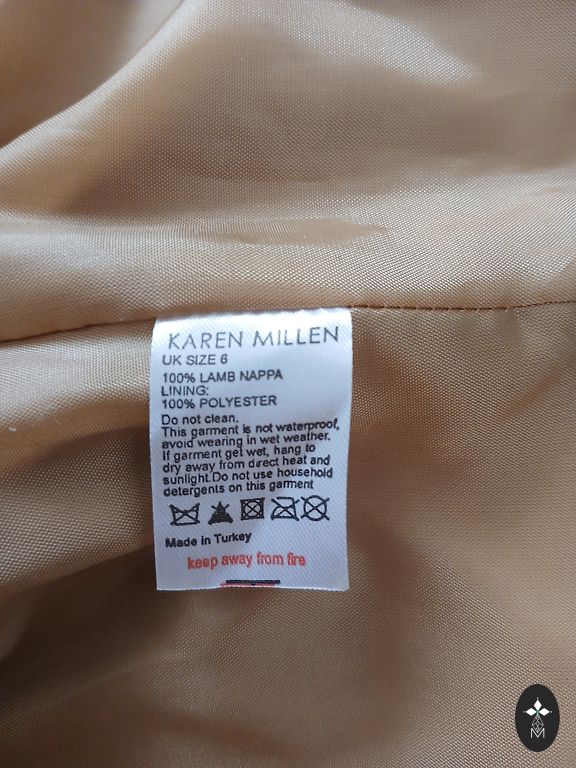 KAREN MILLEN
UK SIZE 6
100% LAMB NAPPA
LINING:
100% POLYESTER
Do not clean.
This garment is not waterproof,
avoid wearing in wet weather.
If garment get wet, hang to
dry away from direct heat and
sunlight.Do not use household
detergents on this garment
Made in Turkey
keep away from fire
M